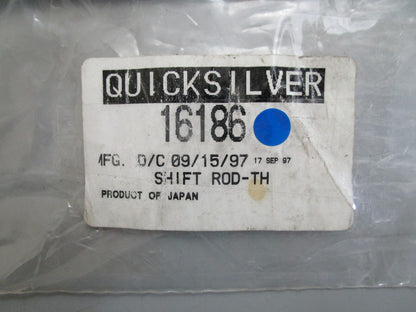 QUICKSILVER
16186
MFG. D/C 09/15/97 17 SEP 97
SHIFT ROD-TH
PRODUCT OF JAPAN